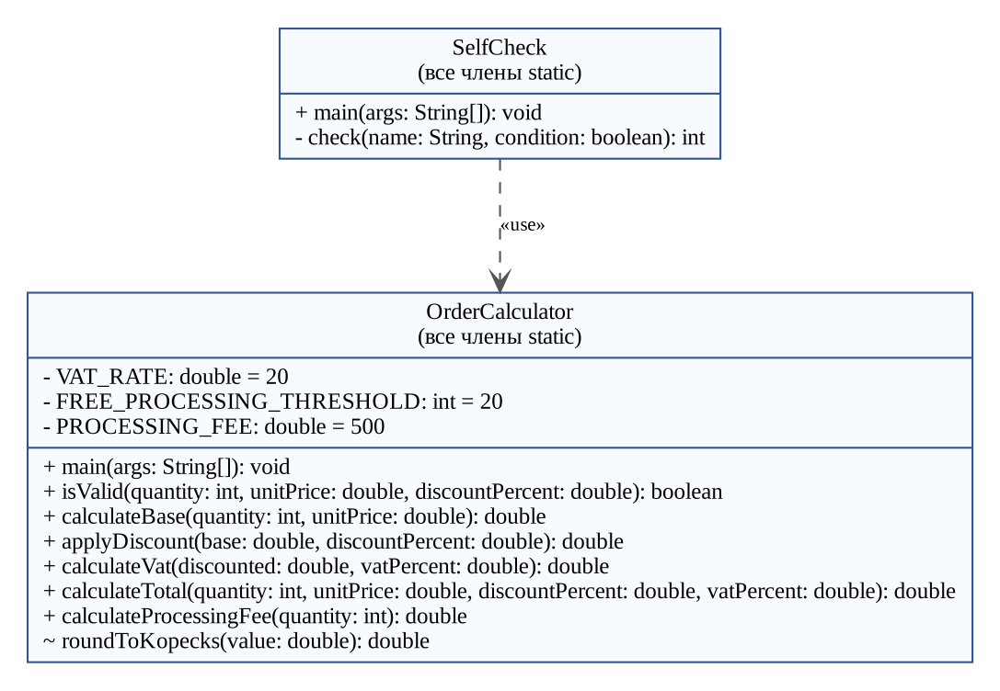 SelfCheck
(все члены static)
+ main(args: String[]): void
- check(name: String, condition: boolean): int
«use»
OrderCalculator
(все члены static)
- VAT_RATE: double = 20
- FREE_PROCESSING_THRESHOLD: int = 20
- PROCESSING_FEE: double = 500
+ main(args: String[]): void
+ isValid(quantity: int, unitPrice: double, discountPercent: double): boolean
+ calculateBase(quantity: int, unitPrice: double): double
+ applyDiscount(base: double, discountPercent: double): double
+ calculateVat(discounted: double, vatPercent: double): double
+ calculateTotal(quantity: int, unitPrice: double, discountPercent: double, vatPercent: double): double
+ calculateProcessingFee(quantity: int): double
~ roundToKopecks(value: double): double